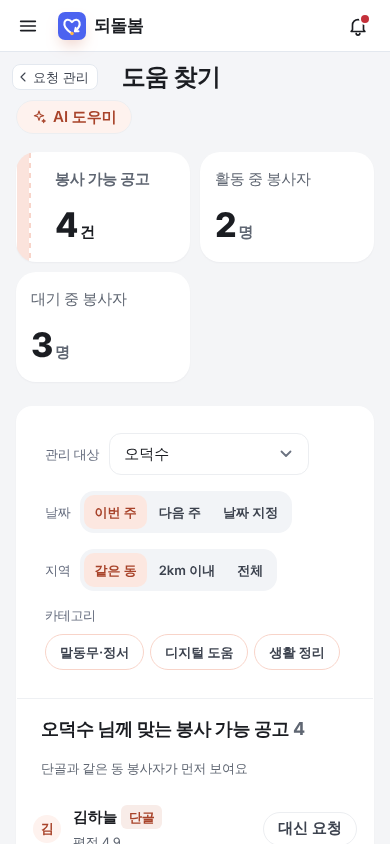 되돌봄
요청 관리
도움 찾기
AI 도우미
봉사 가능 공고
4건
활동 중 봉사자
2명
대기 중 봉사자
3명
관리 대상
오덕수
날짜
이번 주
다음 주
날짜 지정
지역
같은 동
2km 이내
전체
카테고리
말동무·정서
디지털 도움
생활 정리
오덕수 님께 맞는 봉사 가능 공고 4
단골과 같은 동 봉사자가 먼저 보여요
김
김하늘 단골
대신 요청
평점 4.9